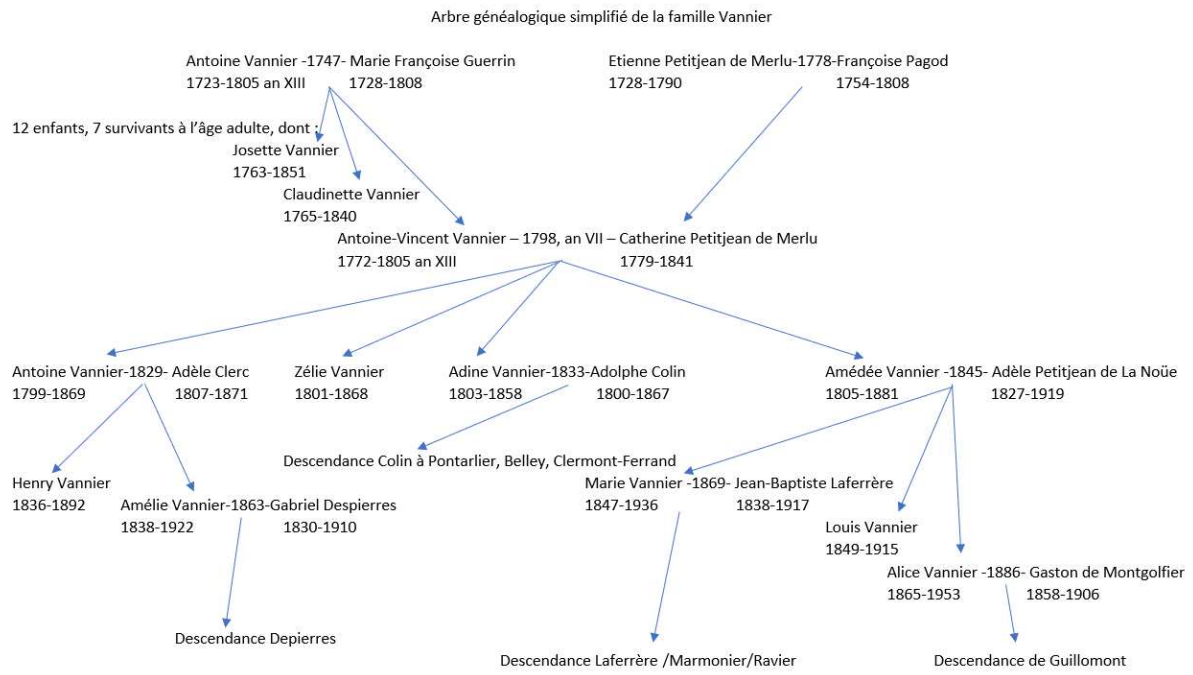 Arbre généalogique simplifié de la famille Vannier
Antoine Vannier -1747- Marie Françoise Guerrin
1723-1805 an XIII 1728-1808
Etienne Petitjean de Merlu-1778-Françoise Pagod
1728-1790 1754-1808
12 enfants, 7 survivants à l’âge adulte, dont :
Josette Vannier
1763-1851
Claudinette Vannier
1765-1840
Antoine-Vincent Vannier – 1798, an VII – Catherine Petitjean de Merlu
1772-1805 an XIII 1779-1841
Antoine Vannier-1829- Adèle Clerc
1799-1869 1807-1871
Zélie Vannier
1801-1868
Adine Vannier-1833-Adolphe Colin
1803-1858 1800-1867
Amédée Vannier -1845- Adèle Petitjean de La Noüe
1805-1881 1827-1919
Descendance Colin à Pontarlier, Belley, Clermont-Ferrand
Henry Vannier
1836-1892
Amélie Vannier-1863-Gabriel Despierres
1838-1922 1830-1910
Marie Vannier -1869- Jean-Baptiste Laferrère
1847-1936 1838-1917
Louis Vannier
1849-1915
Alice Vannier -1886- Gaston de Montgolfier
1865-1953 1858-1906
Descendance Depierres
Descendance Laferrère /Marmonier/Ravier
Descendance de Guillomont